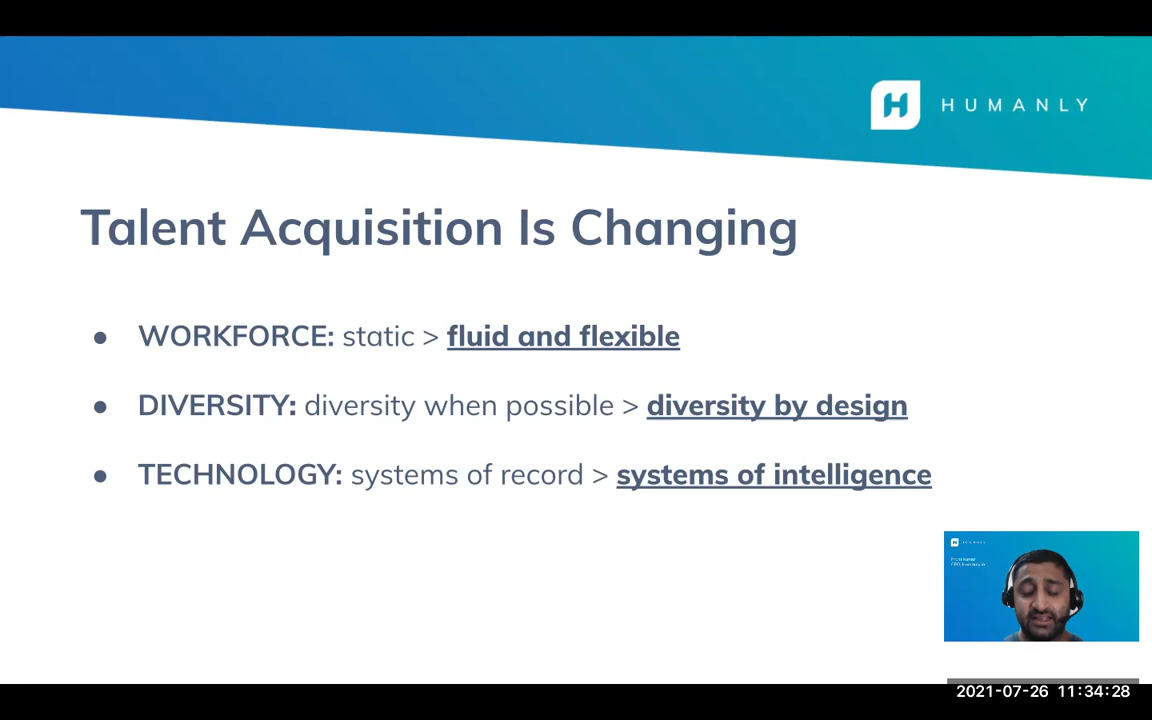 HUMANLY
Talent Acquisition Is Changing
● WORKFORCE: static > fluid and flexible
● DIVERSITY: diversity when possible > diversity by design
● TECHNOLOGY: systems of record > systems of intelligence
2021-07-26 11:34:28